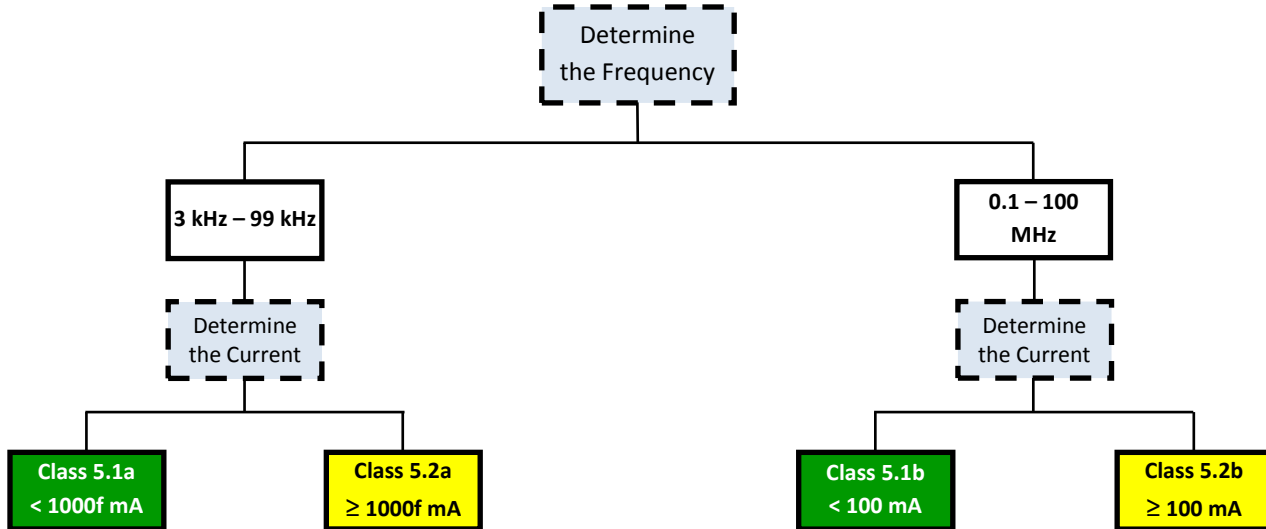 Determine
the Frequency
3 kHz – 99 kHz
0.1 – 100
MHz
Determine
the Current
Determine
the Current
Class 5.1a
< 1000f mA
Class 5.2a
≥ 1000f mA
Class 5.1b
< 100 mA
Class 5.2b
≥ 100 mA